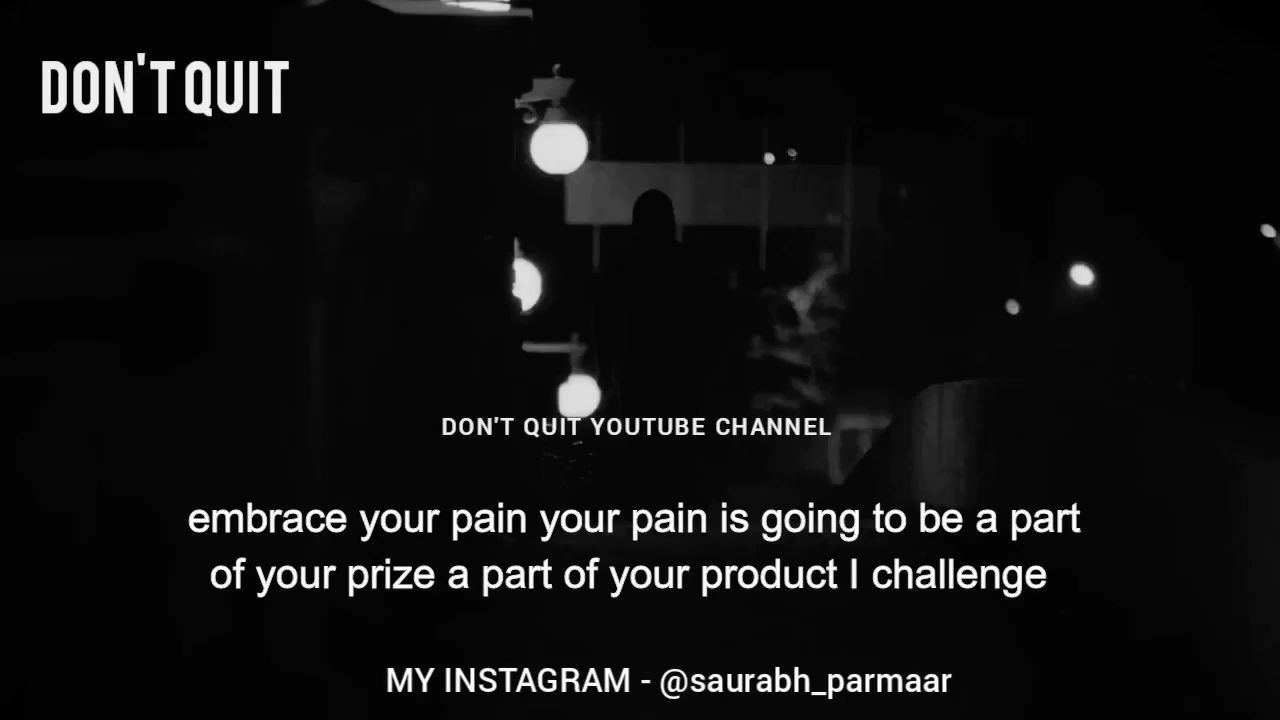 DON'T QUIT
DON'T QUIT YOUTUBE CHANNEL
embrace your pain your pain is going to be a part
of your prize a part of your product I challenge
MY INSTAGRAM - @saurabh_parmaar